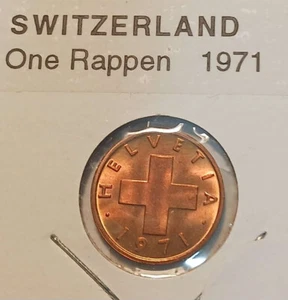 SWITZERLAND
One Rappen 1971
HELVETIA
1971